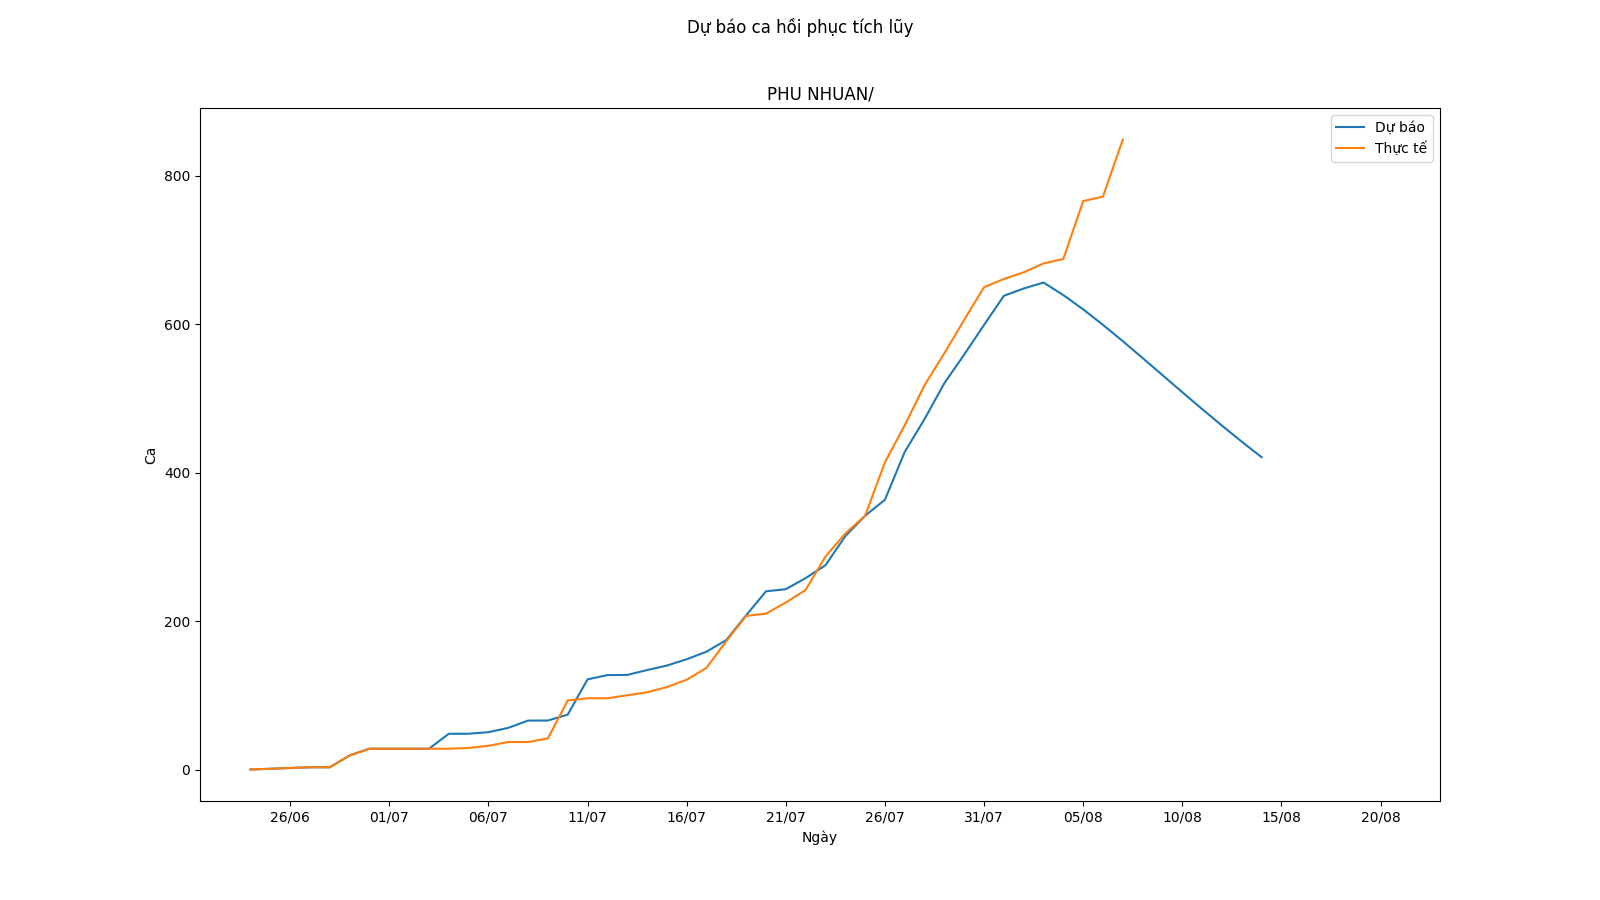 Dự báo ca hồi phục tích lũy
PHU NHUAN/
Dự báo
Thực tế
800
600
400
200
0
Ca
26/06 01/07 06/07 11/07 16/07 21/07 26/07 31/07 05/08 10/08 15/08 20/08
Ngày